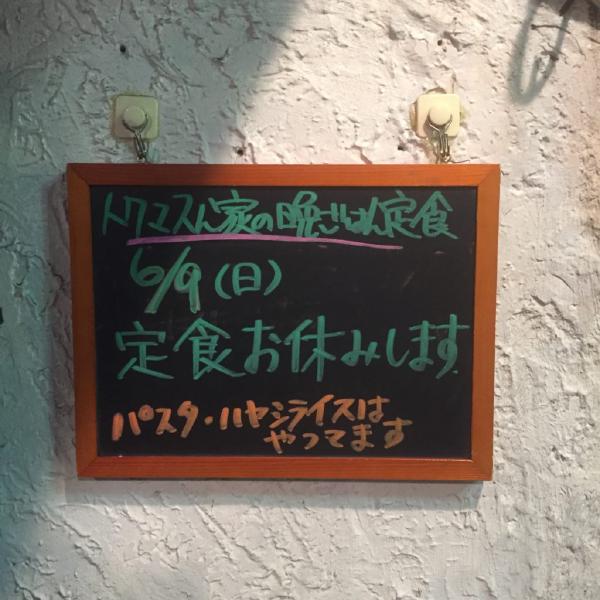 トクマスん家の晩ごはん定食
6/9(日)
定食お休みします
パスタ・ハヤシライスは
やってます